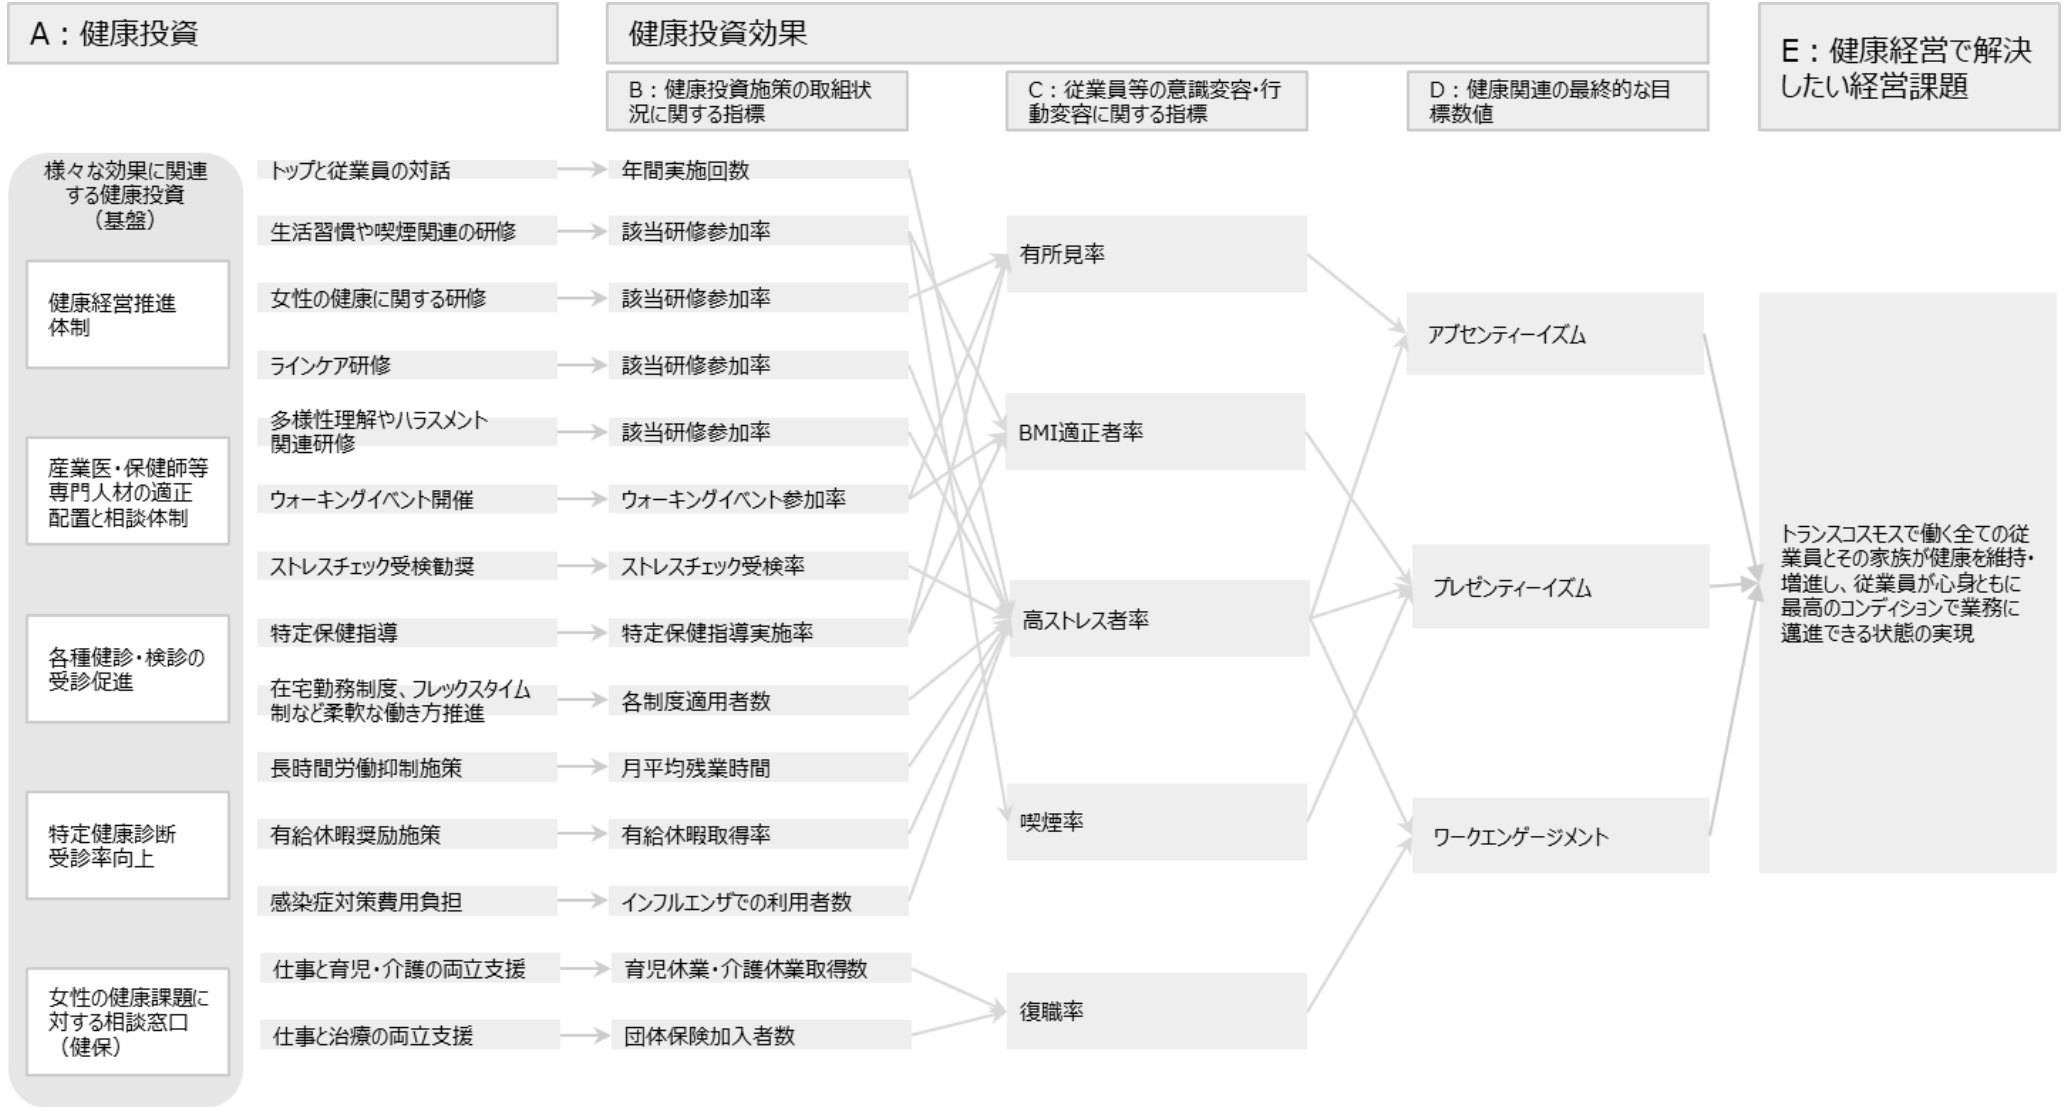 A：健康投資
健康投資効果
E：健康経営で解決
したい経営課題
B：健康投資施策の取組状
況に関する指標
C：従業員等の意識変容・行
動変容に関する指標
D：健康関連の最終的な目
標数値
様々な効果に関連
する健康投資
（基盤）
健康経営推進
体制
産業医・保健師等
専門人材の適正
配置と相談体制
各種健診・検診の
受診促進
特定健康診断
受診率向上
女性の健康課題に
対する相談窓口
（健保）
トップと従業員の対話
生活習慣や喫煙関連の研修
女性の健康に関する研修
ラインケア研修
多様性理解やハラスメント
関連研修
ウォーキングイベント開催
ストレスチェック受検勧奨
特定保健指導
在宅勤務制度、フレックスタイム
制など柔軟な働き方推進
長時間労働抑制施策
有給休暇奨励施策
感染症対策費用負担
仕事と育児・介護の両立支援
仕事と治療の両立支援
年間実施回数
該当研修参加率
該当研修参加率
該当研修参加率
該当研修参加率
ウォーキングイベント参加率
ストレスチェック受検率
特定保健指導実施率
各制度適用者数
月平均残業時間
有給休暇取得率
インフルエンザでの利用者数
育児休業・介護休業取得数
団体保険加入者数
有所見率
BMI適正者率
高ストレス者率
喫煙率
復職率
アブセンティーイズム
プレゼンティーイズム
ワークエンゲージメント
トランスコスモスで働く全ての従
業員とその家族が健康を維持・
増進し、従業員が心身ともに
最高のコンディションで業務に
邁進できる状態の実現